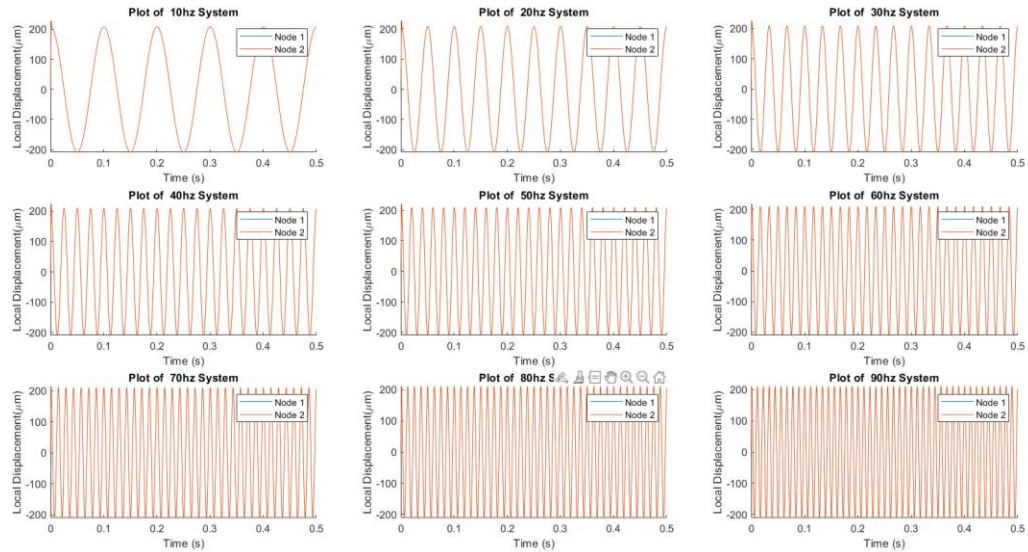 Plot of 10hz System
Local Displacement(μm)
200
100
0
-100
-200
0
0.1
0.2
0.3
0.4
0.5
Time (s)
Node 1
Node 2
Plot of 20hz System
Local Displacement(μm)
200
100
0
-100
-200
0
0.1
0.2
0.3
0.4
0.5
Time (s)
Node 1
Node 2
Plot of 30hz System
Local Displacement(μm)
200
100
0
-100
-200
0
0.1
0.2
0.3
0.4
0.5
Time (s)
Node 1
Node 2
Plot of 40hz System
Local Displacement(μm)
200
100
0
-100
-200
0
0.1
0.2
0.3
0.4
0.5
Time (s)
Node 1
Node 2
Plot of 50hz System
Local Displacement(μm)
200
100
0
-100
-200
0
0.1
0.2
0.3
0.4
0.5
Time (s)
Node 1
Node 2
Plot of 60hz System
Local Displacement(μm)
200
100
0
-100
-200
0
0.1
0.2
0.3
0.4
0.5
Time (s)
Node 1
Node 2
Plot of 70hz System
Local Displacement(μm)
200
100
0
-100
-200
0
0.1
0.2
0.3
0.4
0.5
Time (s)
Node 1
Node 2
Plot of 80hz S
Local Displacement(μm)
200
100
0
-100
-200
0
0.1
0.2
0.3
0.4
0.5
Time (s)
Node 1
Node 2
Plot of 90hz System
Local Displacement(μm)
200
100
0
-100
-200
0
0.1
0.2
0.3
0.4
0.5
Time (s)
Node 1
Node 2